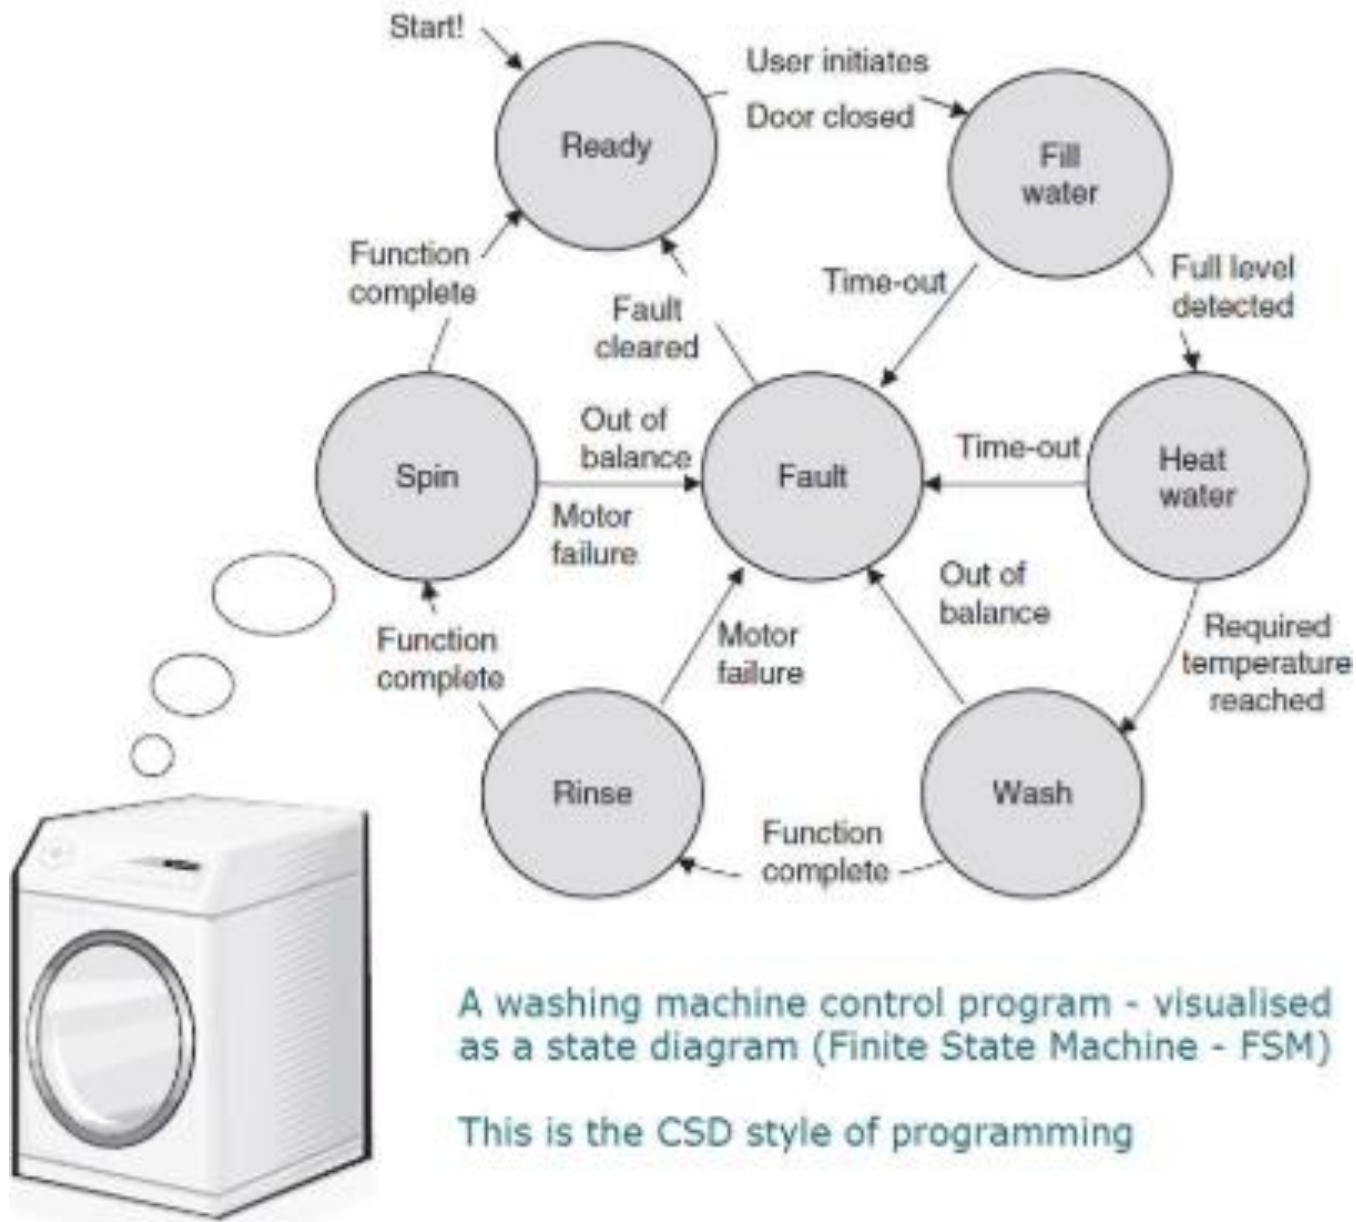 Start!
Ready
User initiates
Door closed
Fill
water
Function
complete
Fault
cleared
Time-out
Full level
detected
Spin
Out of
balance
Motor
failure
Fault
Time-out
Heat
water
Function
complete
Motor
failure
Out of
balance
Required
temperature
reached
Rinse
Function
complete
Wash
A washing machine control program - visualised
as a state diagram (Finite State Machine - FSM)
This is the CSD style of programming